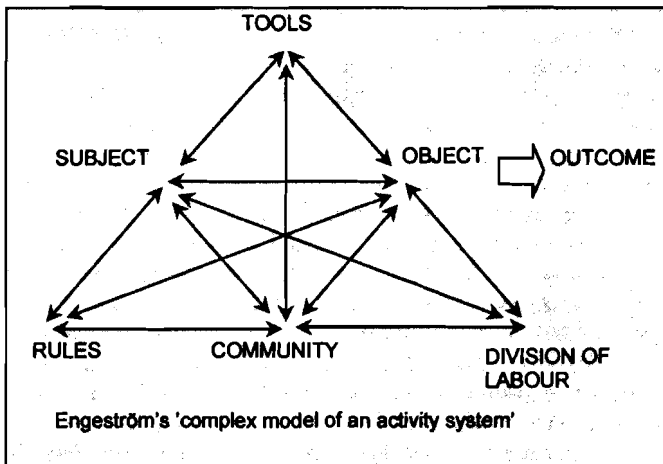 TOOLS
SUBJECT
OBJECT
OUTCOME
RULES
COMMUNITY
DIVISION OF
LABOUR
Engeström's 'complex model of an activity system'